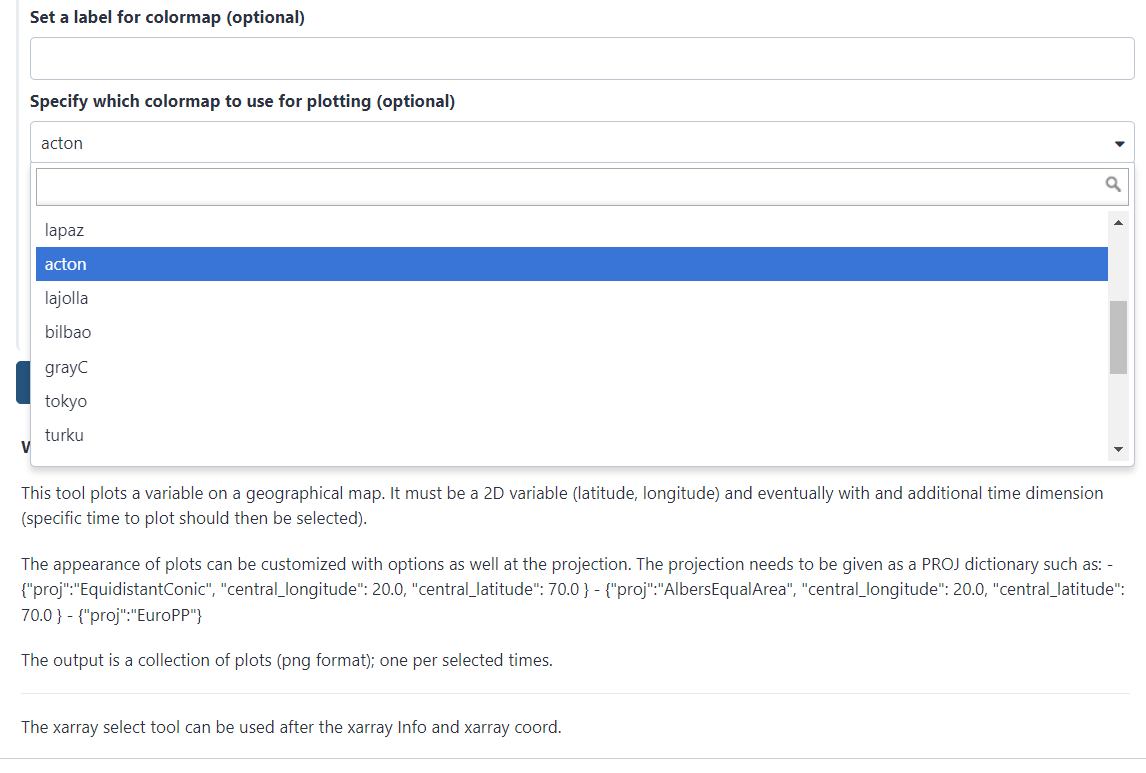 Set a label for colormap (optional)
Specify which colormap to use for plotting (optional)
acton
lapaz
acton
lajolla
bilbao
grayC
tokyo
turku
This tool plots a variable on a geographical map. It must be a 2D variable (latitude, longitude) and eventually with and additional time dimension
(specific time to plot should then be selected).
The appearance of plots can be customized with options as well at the projection. The projection needs to be given as a PROJ dictionary such as: -
{"proj":"EquidistantConic", "central_longitude": 20.0, "central_latitude": 70.0 } - {"proj":"AlbersEqualArea", "central_longitude": 20.0, "central_latitude":
70.0 } - {"proj":"EuroPP"}
The output is a collection of plots (png format); one per selected times.
The xarray select tool can be used after the xarray Info and xarray coord.